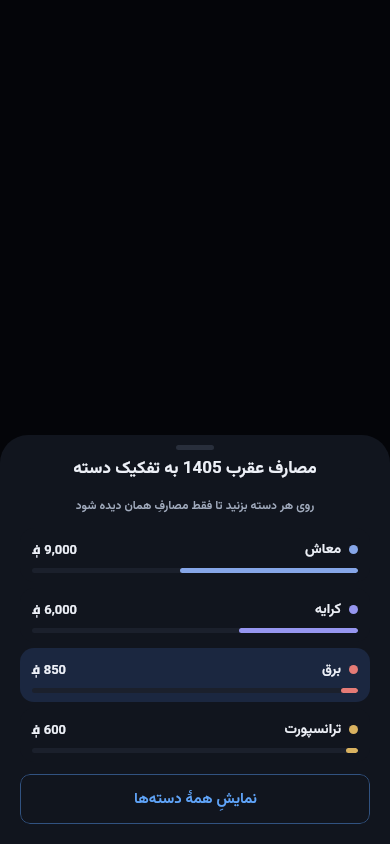 مصارف عقرب 1405 به تفکیک دسته
روی هر دسته بزنید تا فقط مصارفِ همان دیده شود
معاش
9,000 ؋
کرایه
6,000 ؋
برق
850 ؋
ترانسپورت
600 ؋
نمایشِ همهٔ دسته‌ها